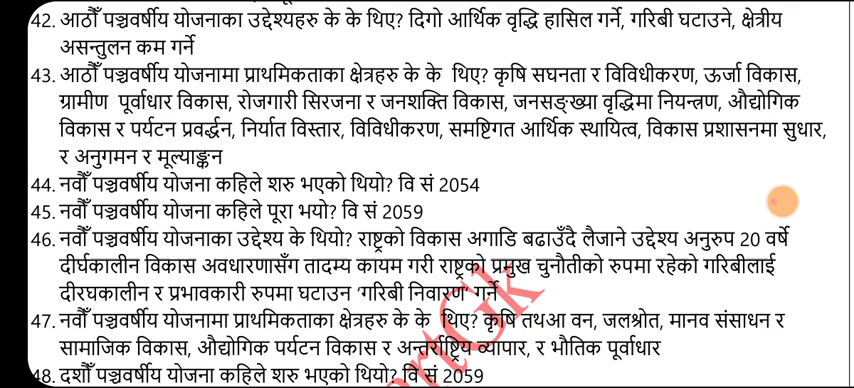 42. आठौँ पञ्चवर्षीय योजनाका उद्देश्यहरु के के थिए? दिगो आर्थिक वृद्धि हासिल गर्ने, गरिबी घटाउने, क्षेत्रीय
असन्तुलन कम गर्ने
43. आठौँ पञ्चवर्षीय योजनामा प्राथमिकताका क्षेत्रहरु के के थिए? कृषि सघनता र विविधीकरण, ऊर्जा विकास,
ग्रामीण पूर्वाधार विकास, रोजगारी सिरजना र जनशक्ति विकास, जनसङ्ख्या वृद्धिमा नियन्त्रण, औद्योगिक
विकास र पर्यटन प्रवर्द्धन, निर्यात विस्तार, विविधीकरण, समष्टिगत आर्थिक स्थायित्व, विकास प्रशासनमा सुधार,
र अनुगमन र मूल्याङ्कन
44. नवौँ पञ्चवर्षीय योजना कहिले शरु भएको थियो? वि सं 2054
45. नवौँ पञ्चवर्षीय योजना कहिले पूरा भयो? वि सं 2059
46. नवौँ पञ्चवर्षीय योजनाका उद्देश्य के थियो? राष्ट्रको विकास अगाडि बढाउँदै लैजाने उद्देश्य अनुरुप 20 वर्षे
दीर्घकालीन विकास अवधारणासँग तादम्य कायम गरी राष्ट्रको प्रमुख चुनौतीको रुपमा रहेको गरिबीलाई
दीरघकालीन र प्रभावकारी रुपमा घटाउन ‘गरिबी निवारण’ गर्ने
47. नवौँ पञ्चवर्षीय योजनामा प्राथमिकताका क्षेत्रहरु के के थिए? कृषि तथआ वन, जलश्रोत, मानव संसाधन र
सामाजिक विकास, औद्योगिक पर्यटन विकास र अन्तर्राष्ट्रिय व्यापार, र भौतिक पूर्वाधार
48. दशौँ पञ्चवर्षीय योजना कहिले शरु भएको थियो? वि सं 2059